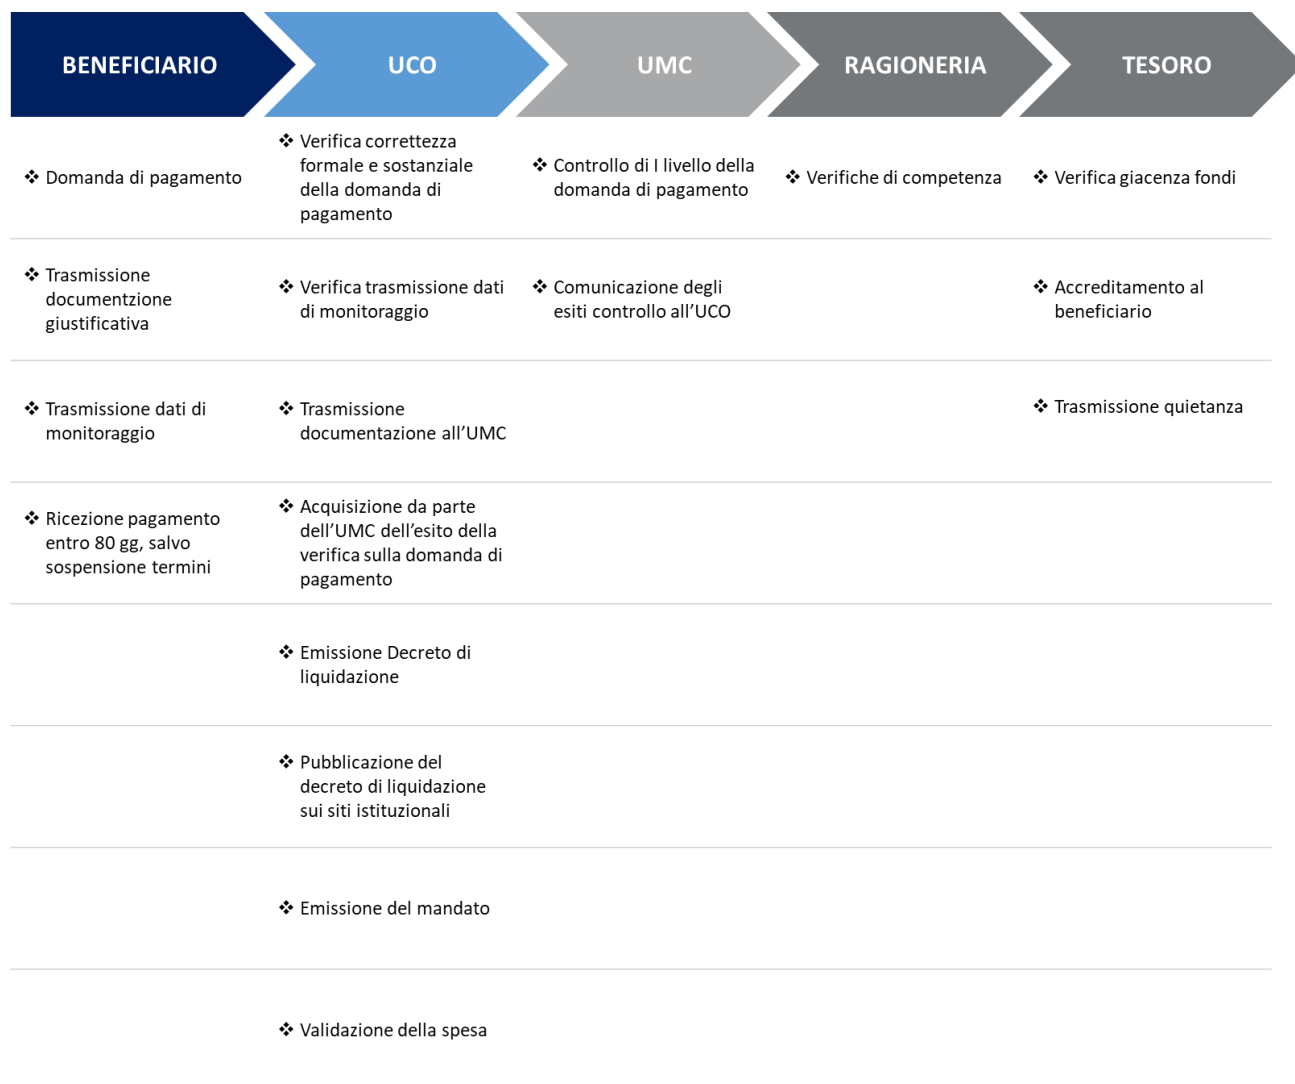 BENEFICIARIO
UCO
UMC
RAGIONERIA
TESORO
❖ Domanda di pagamento
❖ Verifica correttezza
formale e sostanziale
della domanda di
pagamento
❖ Controllo di I livello della
domanda di pagamento
❖ Verifiche di competenza
❖ Verifica giacenza fondi
❖ Trasmissione
documentzione
giustificativa
❖ Verifica trasmissione dati
di monitoraggio
❖ Comunicazione degli
esiti controllo all’UCO
❖ Accreditamento al
beneficiario
❖ Trasmissione dati di
monitoraggio
❖ Trasmissione
documentazione all’UMC
❖ Trasmissione quietanza
❖ Ricezione pagamento
entro 80 gg, salvo
sospensione termini
❖ Acquisizione da parte
dell’UMC dell’esito della
verifica sulla domanda di
pagamento
❖ Emissione Decreto di
liquidazione
❖ Pubblicazione del
decreto di liquidazione
sui siti istituzionali
❖ Emissione del mandato
❖ Validazione della spesa